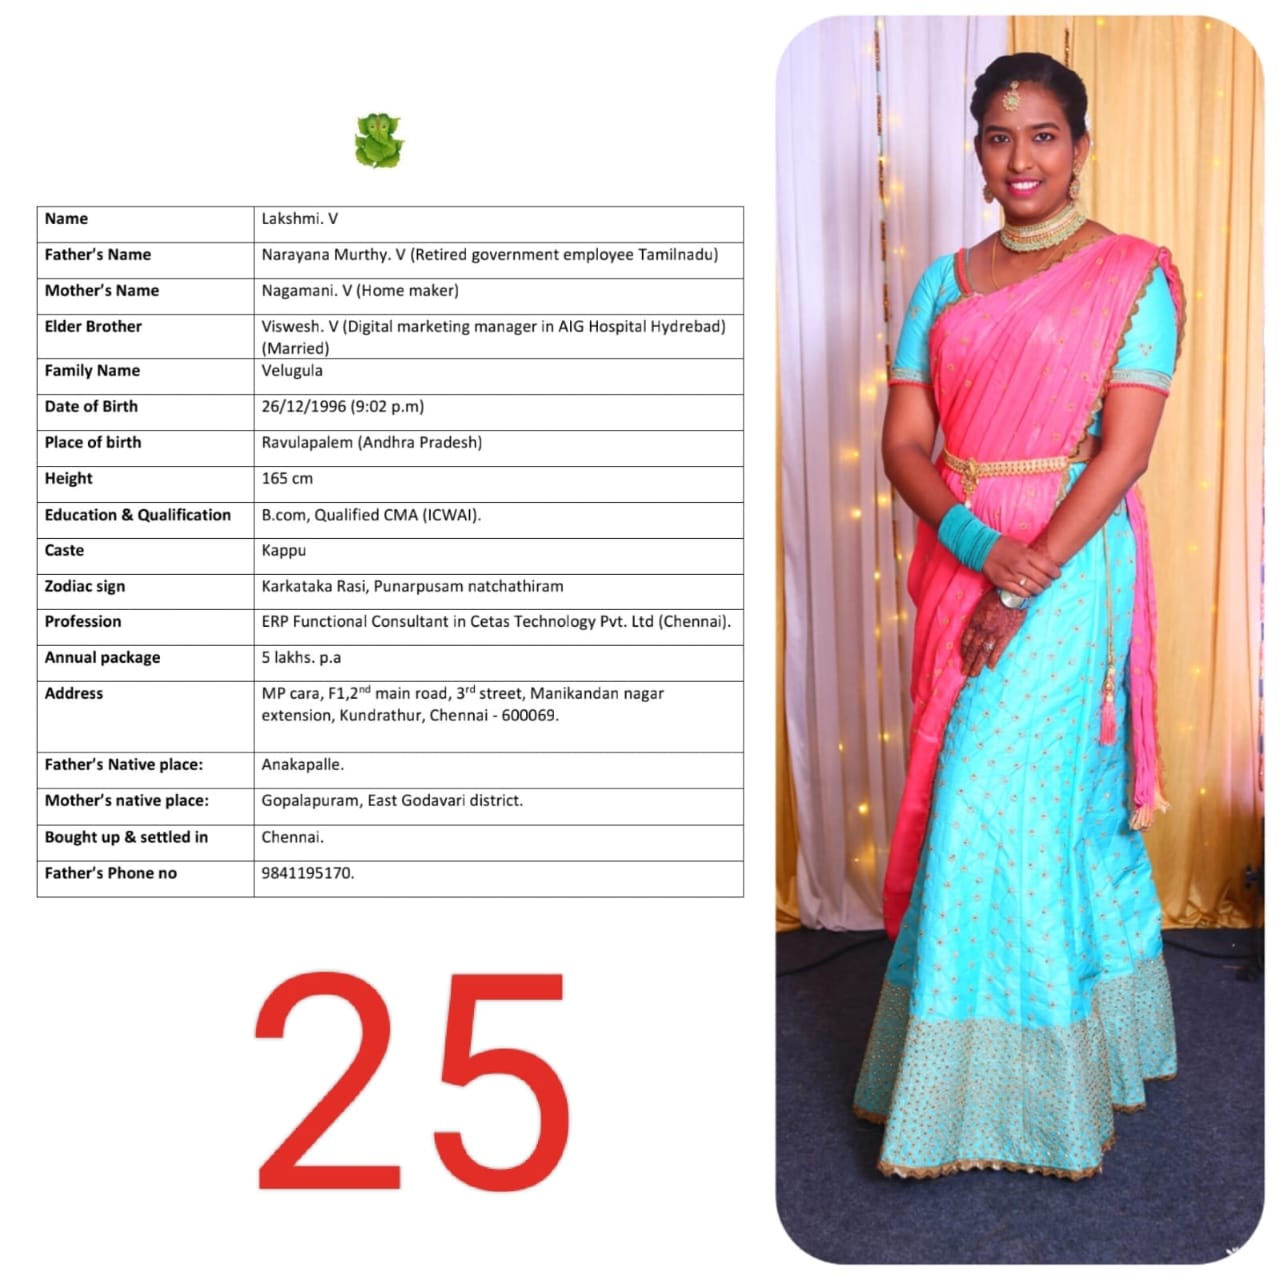 Name Lakshmi. V
Father's Name Narayana Murthy. V (Retired government employee Tamilnadu)
Mother's Name Nagamani. V (Home maker)
Elder Brother Viswesh. V (Digital marketing manager in AIG Hospital Hydrebad)
(Married)
Family Name Velugula
Date of Birth 26/12/1996 (9:02 p.m)
Place of birth Ravulapalem (Andhra Pradesh)
Height 165 cm
Education & Qualification B.com, Qualified CMA (ICWAI).
Caste Kappu
Zodiac sign Karkataka Rasi, Punarpusam natchathiram
Profession ERP Functional Consultant in Cetas Technology Pvt. Ltd (Chennai).
Annual package 5 lakhs. p.a
Address MP cara, F1,2nd main road, 3rd street, Manikandan nagar
extension, Kundrathur, Chennai - 600069.
Father's Native place: Anakapalle.
Mother's native place: Gopalapuram, East Godavari district.
Bought up & settled in Chennai.
Father's Phone no 9841195170.
25